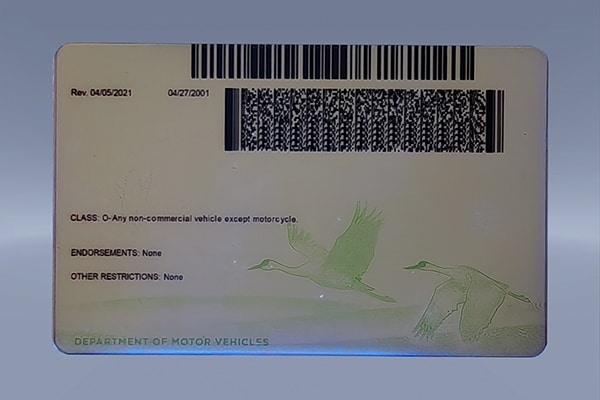 Rev. 04/05/2021 04/27/2001
CLASS: O-Any non-commercial vehicle except motorcycle.
ENDORSEMENTS: None
OTHER RESTRICTIONS: None
DEPARTMENT OF MOTOR VEHICLES